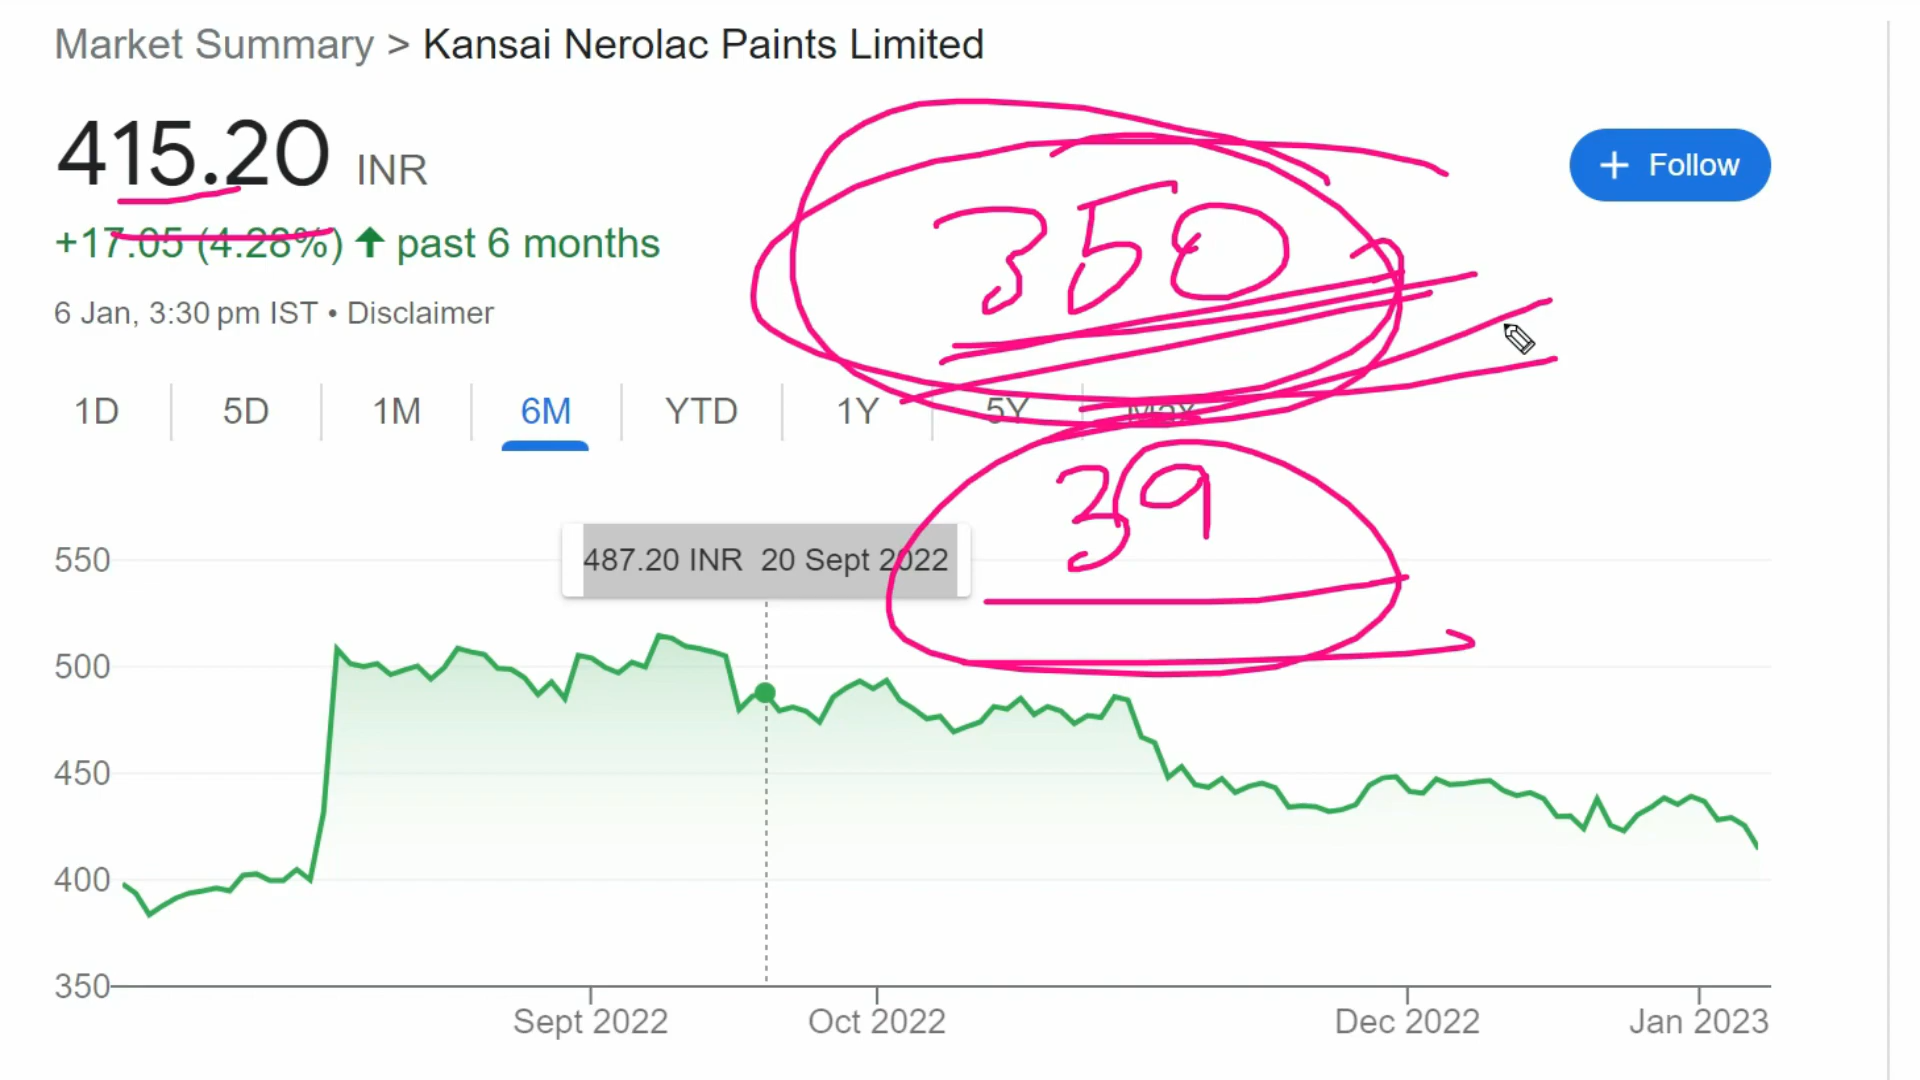 Market Summary > Kansai Nerolac Paints Limited
415.20 INR
+ Follow
+17.05 (4.28%) ↑ past 6 months
6 Jan, 3:30 pm IST • Disclaimer
350
1D 5D 1M 6M YTD 1Y 5Y Max
39
487.20 INR 20 Sept 2022
550
500
450
400
350
Sept 2022 Oct 2022 Dec 2022 Jan 2023